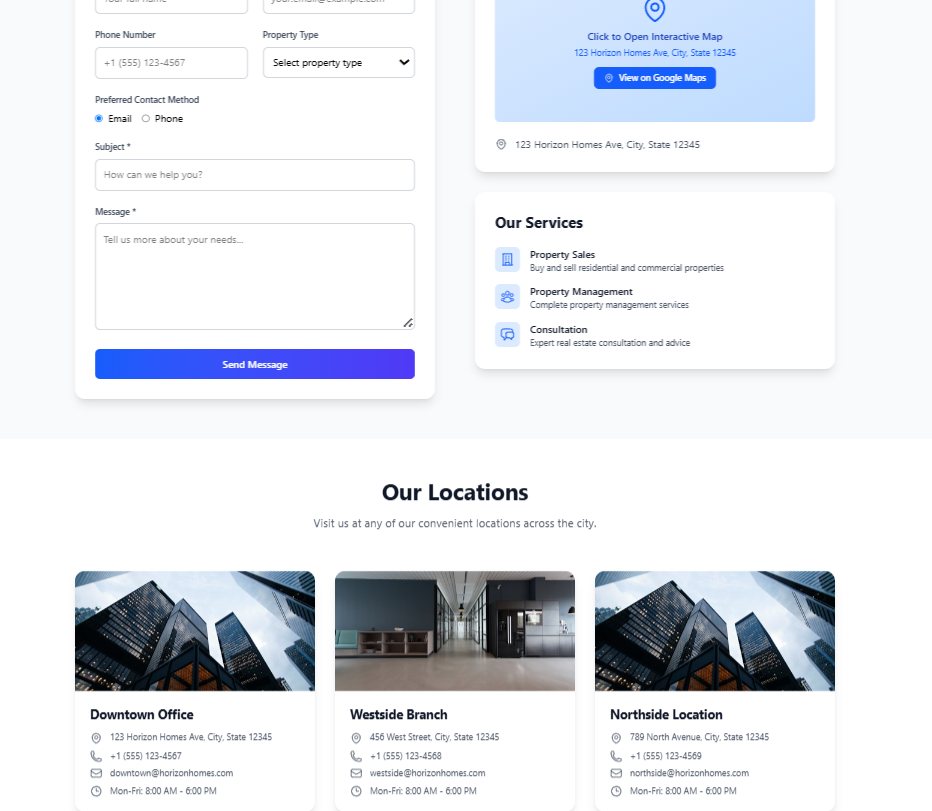 Your full name
your.email@example.com
Phone Number
Property Type
+1 (555) 123-4567
Select property type
Preferred Contact Method
Email
Phone
Subject *
How can we help you?
Message *
Tell us more about your needs...
Send Message
Click to Open Interactive Map
123 Horizon Homes Ave, City, State 12345
View on Google Maps
123 Horizon Homes Ave, City, State 12345
Our Services
Property Sales
Buy and sell residential and commercial properties
Property Management
Complete property management services
Consultation
Expert real estate consultation and advice
Our Locations
Visit us at any of our convenient locations across the city.
Downtown Office
123 Horizon Homes Ave, City, State 12345
+1 (555) 123-4567
downtown@horizonhomes.com
Mon-Fri: 8:00 AM - 6:00 PM
Westside Branch
456 West Street, City, State 12345
+1 (555) 123-4568
westside@horizonhomes.com
Mon-Fri: 8:00 AM - 6:00 PM
Northside Location
789 North Avenue, City, State 12345
+1 (555) 123-4569
northside@horizonhomes.com
Mon-Fri: 8:00 AM - 6:00 PM